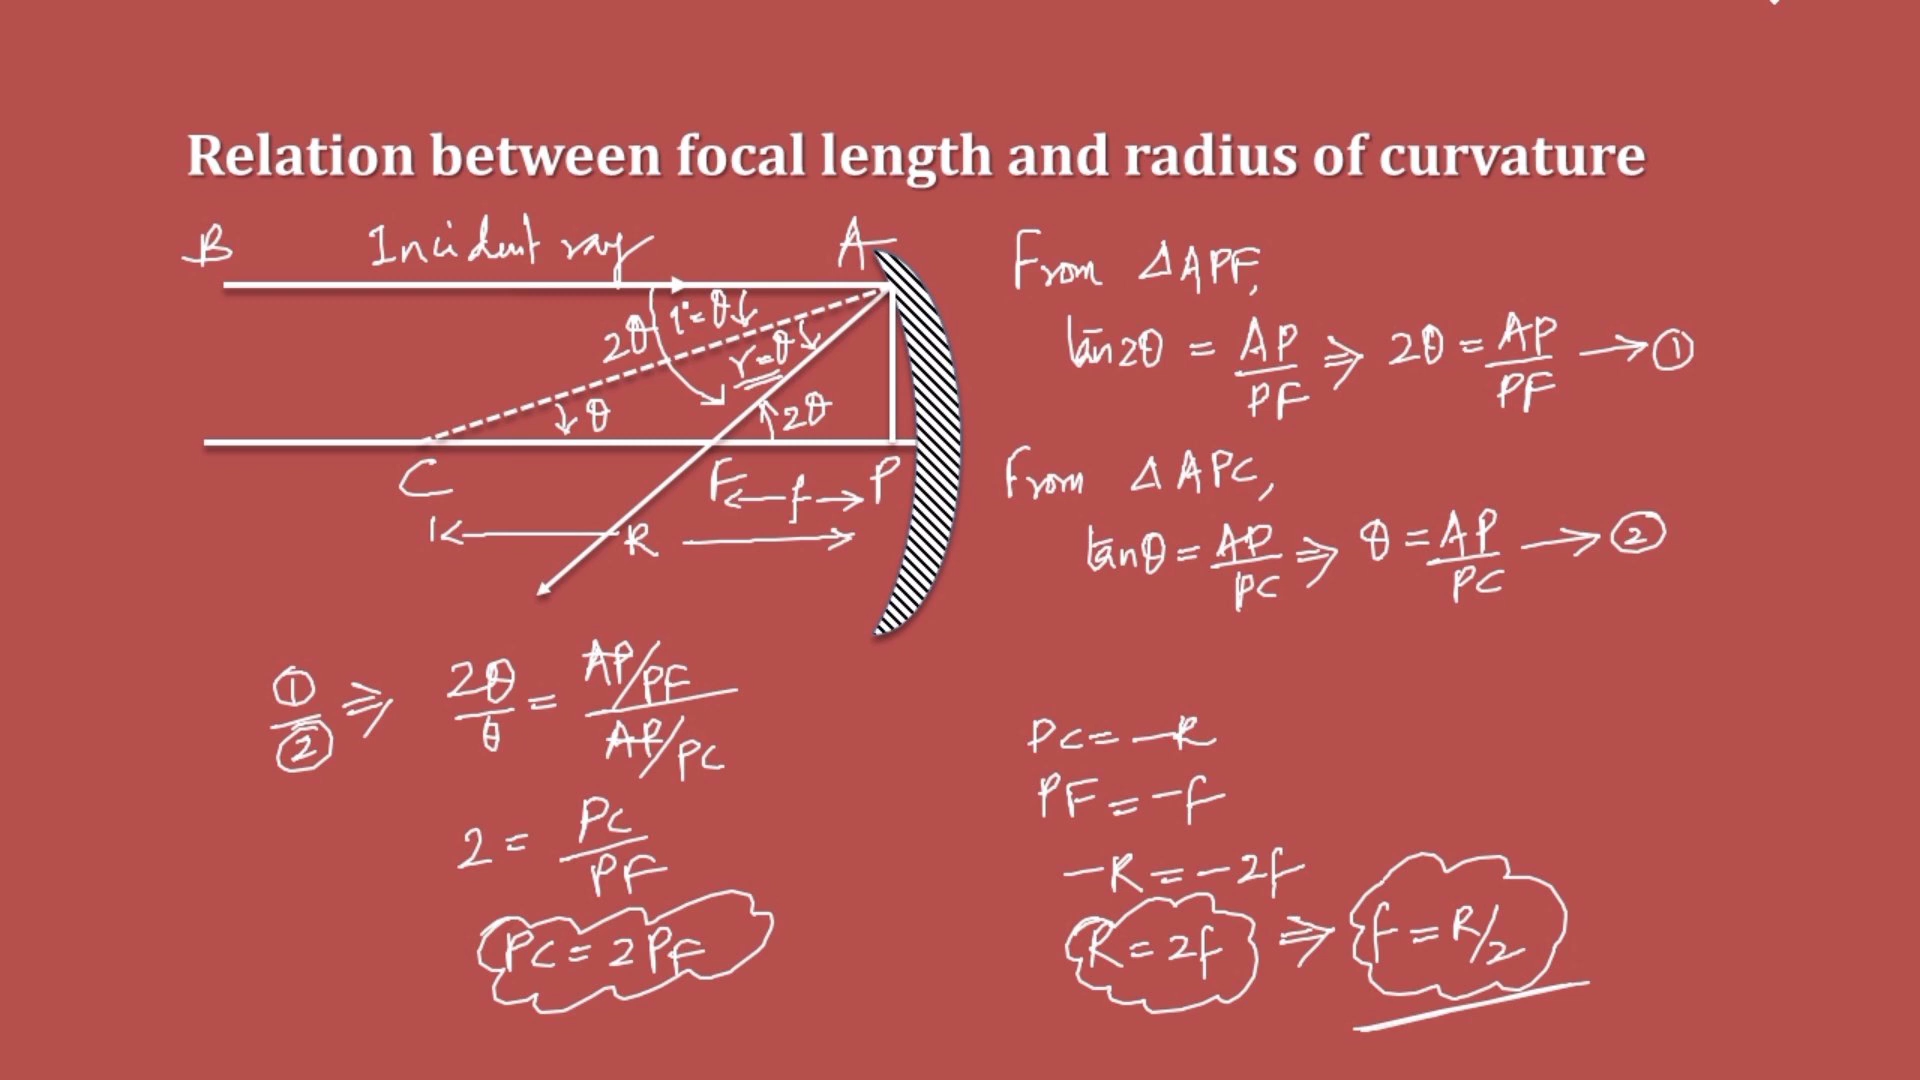 Relation between focal length and radius of curvature
B Incident ray A
i=θ
2θ
r=θ
θ
2θ
C F P
f
R
From ΔAPF,
tan2θ = AP/PF ⇒ 2θ = AP/PF → ①
From ΔAPC,
tanθ = AP/PC ⇒ θ = AP/PC → ②
①/② ⇒ 2θ/θ = AP/PF / AP/PC
2 = PC/PF
PC = 2PF
PC = -R
PF = -f
-R = -2f
R = 2f ⇒ f = R/2